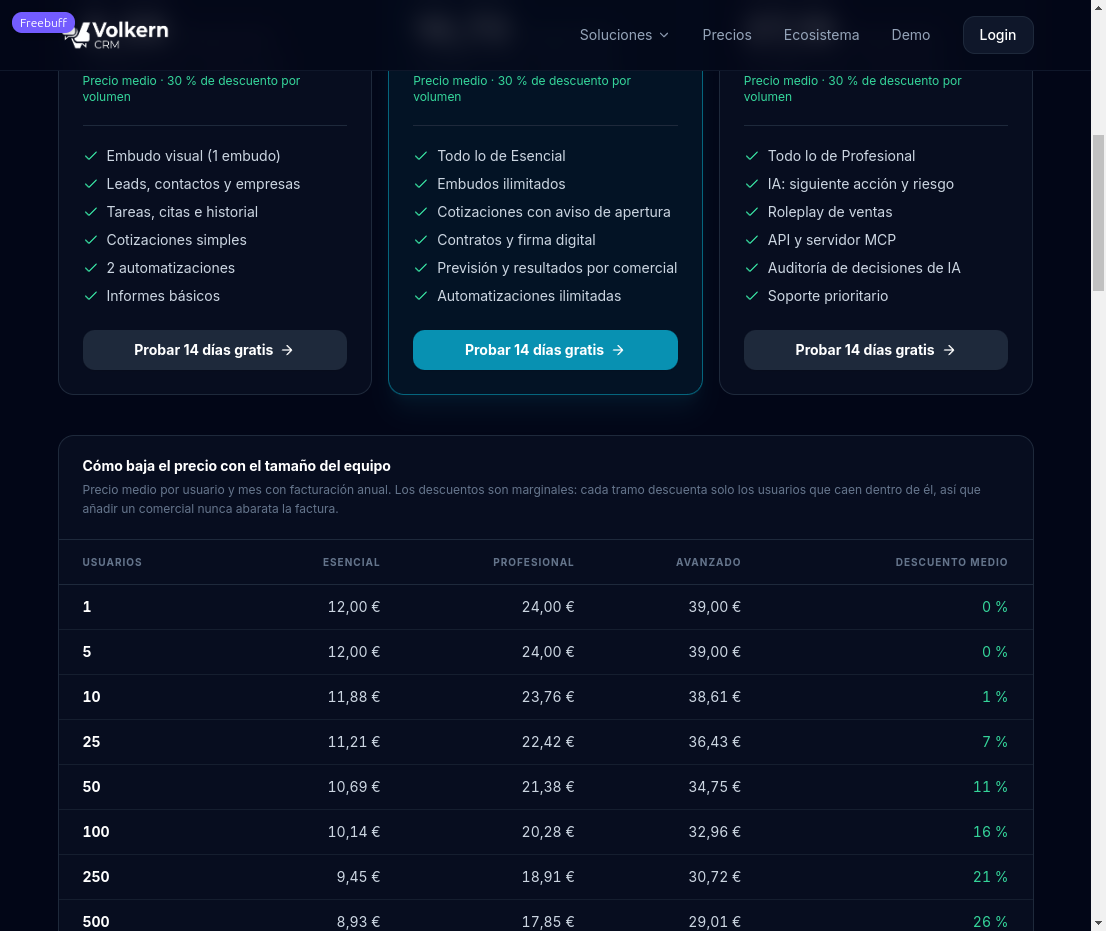 Freebuff
Volkern
CRM
Soluciones
Precios
Ecosistema
Demo
Login
Precio medio · 30 % de descuento por
volumen
Embudo visual (1 embudo)
Leads, contactos y empresas
Tareas, citas e historial
Cotizaciones simples
2 automatizaciones
Informes básicos
Probar 14 días gratis →
Precio medio · 30 % de descuento por
volumen
Todo lo de Esencial
Embudos ilimitados
Cotizaciones con aviso de apertura
Contratos y firma digital
Previsión y resultados por comercial
Automatizaciones ilimitadas
Probar 14 días gratis →
Precio medio · 30 % de descuento por
volumen
Todo lo de Profesional
IA: siguiente acción y riesgo
Roleplay de ventas
API y servidor MCP
Auditoría de decisiones de IA
Soporte prioritario
Probar 14 días gratis →
Cómo baja el precio con el tamaño del equipo
Precio medio por usuario y mes con facturación anual. Los descuentos son marginales: cada tramo descuenta solo los usuarios que caen dentro de él, así que
añadir un comercial nunca abarata la factura.
USUARIOS ESENCIAL PROFESIONAL AVANZADO DESCUENTO MEDIO
1 12,00 € 24,00 € 39,00 € 0 %
5 12,00 € 24,00 € 39,00 € 0 %
10 11,88 € 23,76 € 38,61 € 1 %
25 11,21 € 22,42 € 36,43 € 7 %
50 10,69 € 21,38 € 34,75 € 11 %
100 10,14 € 20,28 € 32,96 € 16 %
250 9,45 € 18,91 € 30,72 € 21 %
500 8,93 € 17,85 € 29,01 € 26 %